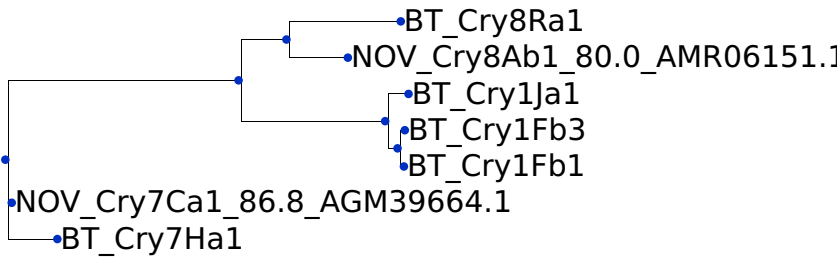 BT_Cry8Ra1
NOV_Cry8Ab1_80.0_AMR06151.1
BT_Cry1Ja1
BT_Cry1Fb3
BT_Cry1Fb1
NOV_Cry7Ca1_86.8_AGM39664.1
BT_Cry7Ha1